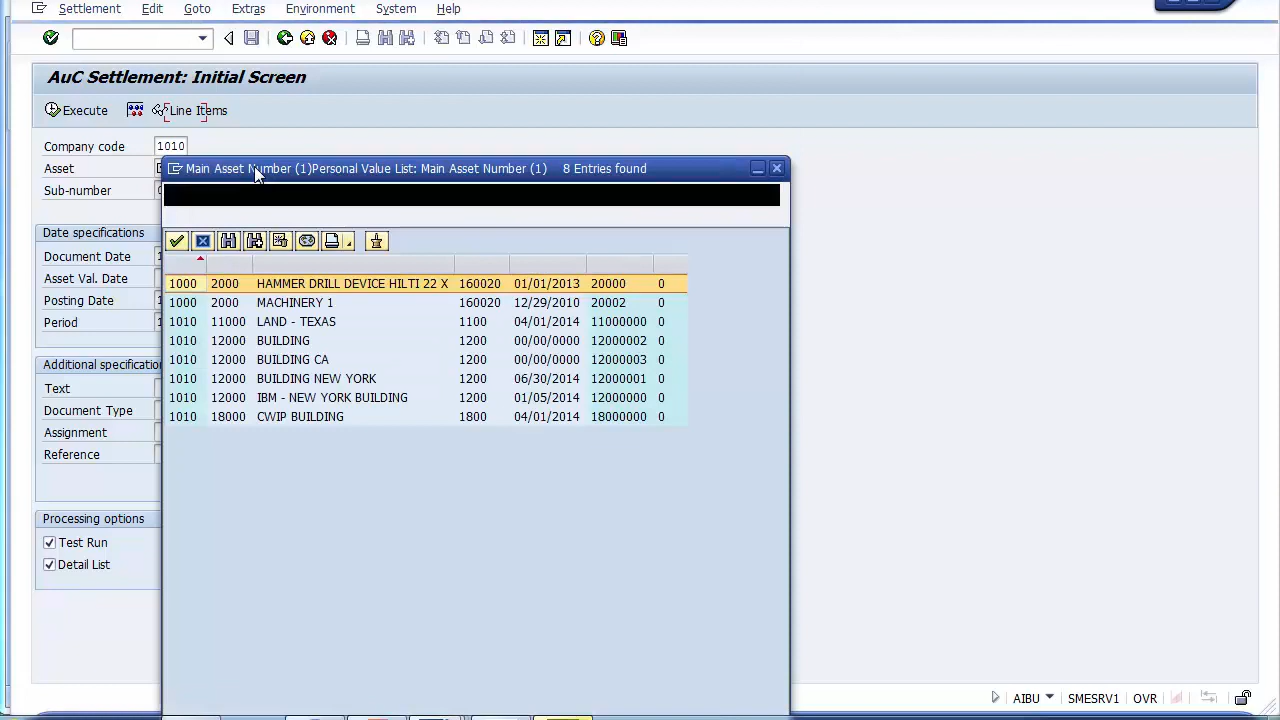 Settlement Edit Goto Extras Environment System Help
AuC Settlement: Initial Screen
Execute Line Items
Company code 1010
Asset
Sub-number
Main Asset Number (1)Personal Value List: Main Asset Number (1) 8 Entries found
Date specifications
Document Date
Asset Val. Date
Posting Date
Period
Additional specificatio
Text
Document Type
Assignment
Reference
Processing options
Test Run
Detail List
1000 2000 HAMMER DRILL DEVICE HILTI 22 X 160020 01/01/2013 20000 0
1000 2000 MACHINERY 1 160020 12/29/2010 20002 0
1010 11000 LAND - TEXAS 1100 04/01/2014 11000000 0
1010 12000 BUILDING 1200 00/00/0000 12000002 0
1010 12000 BUILDING CA 1200 00/00/0000 12000003 0
1010 12000 BUILDING NEW YORK 1200 06/30/2014 12000001 0
1010 12000 IBM - NEW YORK BUILDING 1200 01/05/2014 12000000 0
1010 18000 CWIP BUILDING 1800 04/01/2014 18000000 0
AIBU SMESRV1 OVR